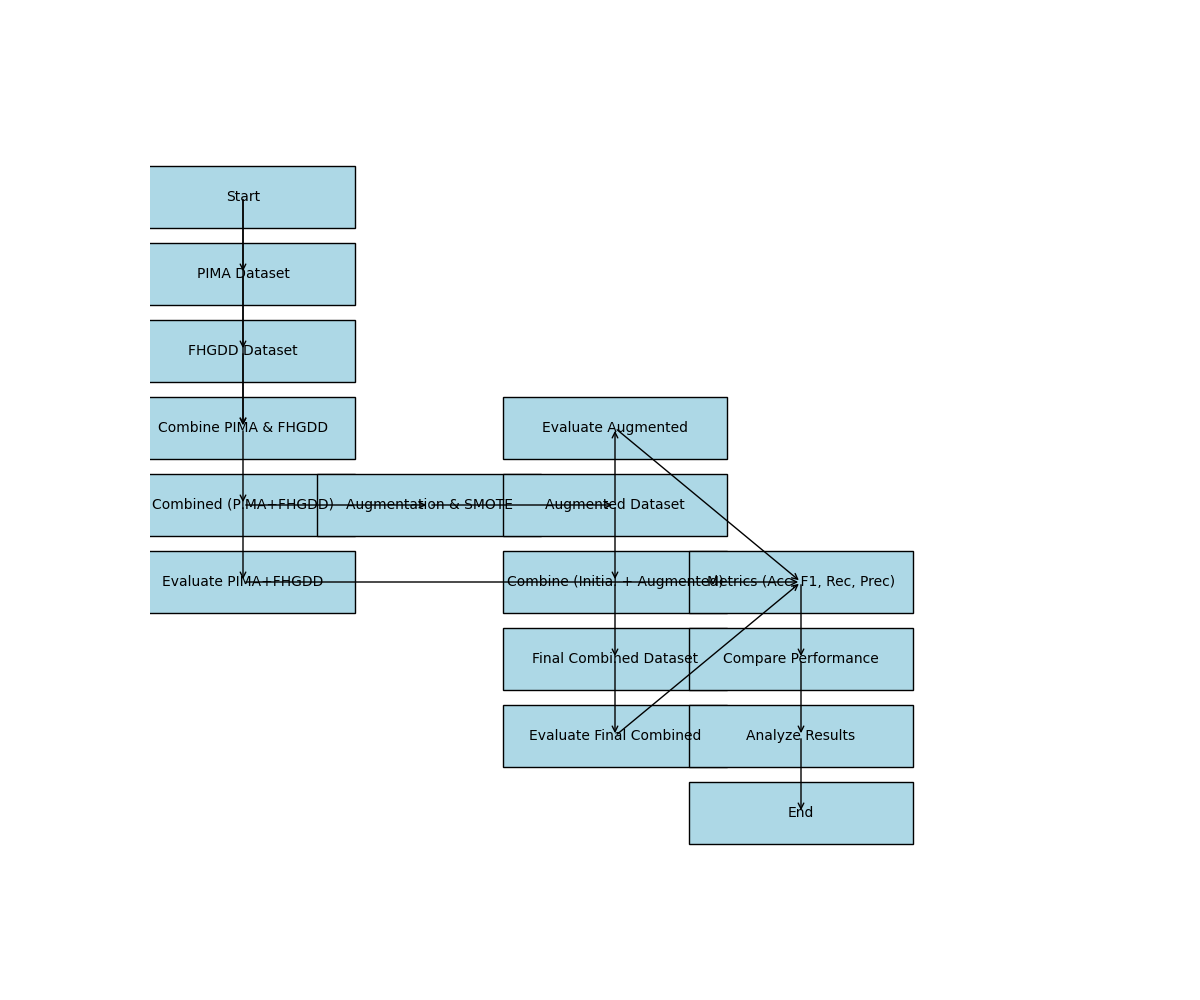 Start
PIMA Dataset
FHGDD Dataset
Combine PIMA & FHGDD
Combined (PIMA+FHGDD)
Evaluate PIMA+FHGDD
Augmentation & SMOTE
Evaluate Augmented
Augmented Dataset
Combine (Initial + Augmented)
Final Combined Dataset
Evaluate Final Combined
Metrics (Acc, F1, Rec, Prec)
Compare Performance
Analyze Results
End